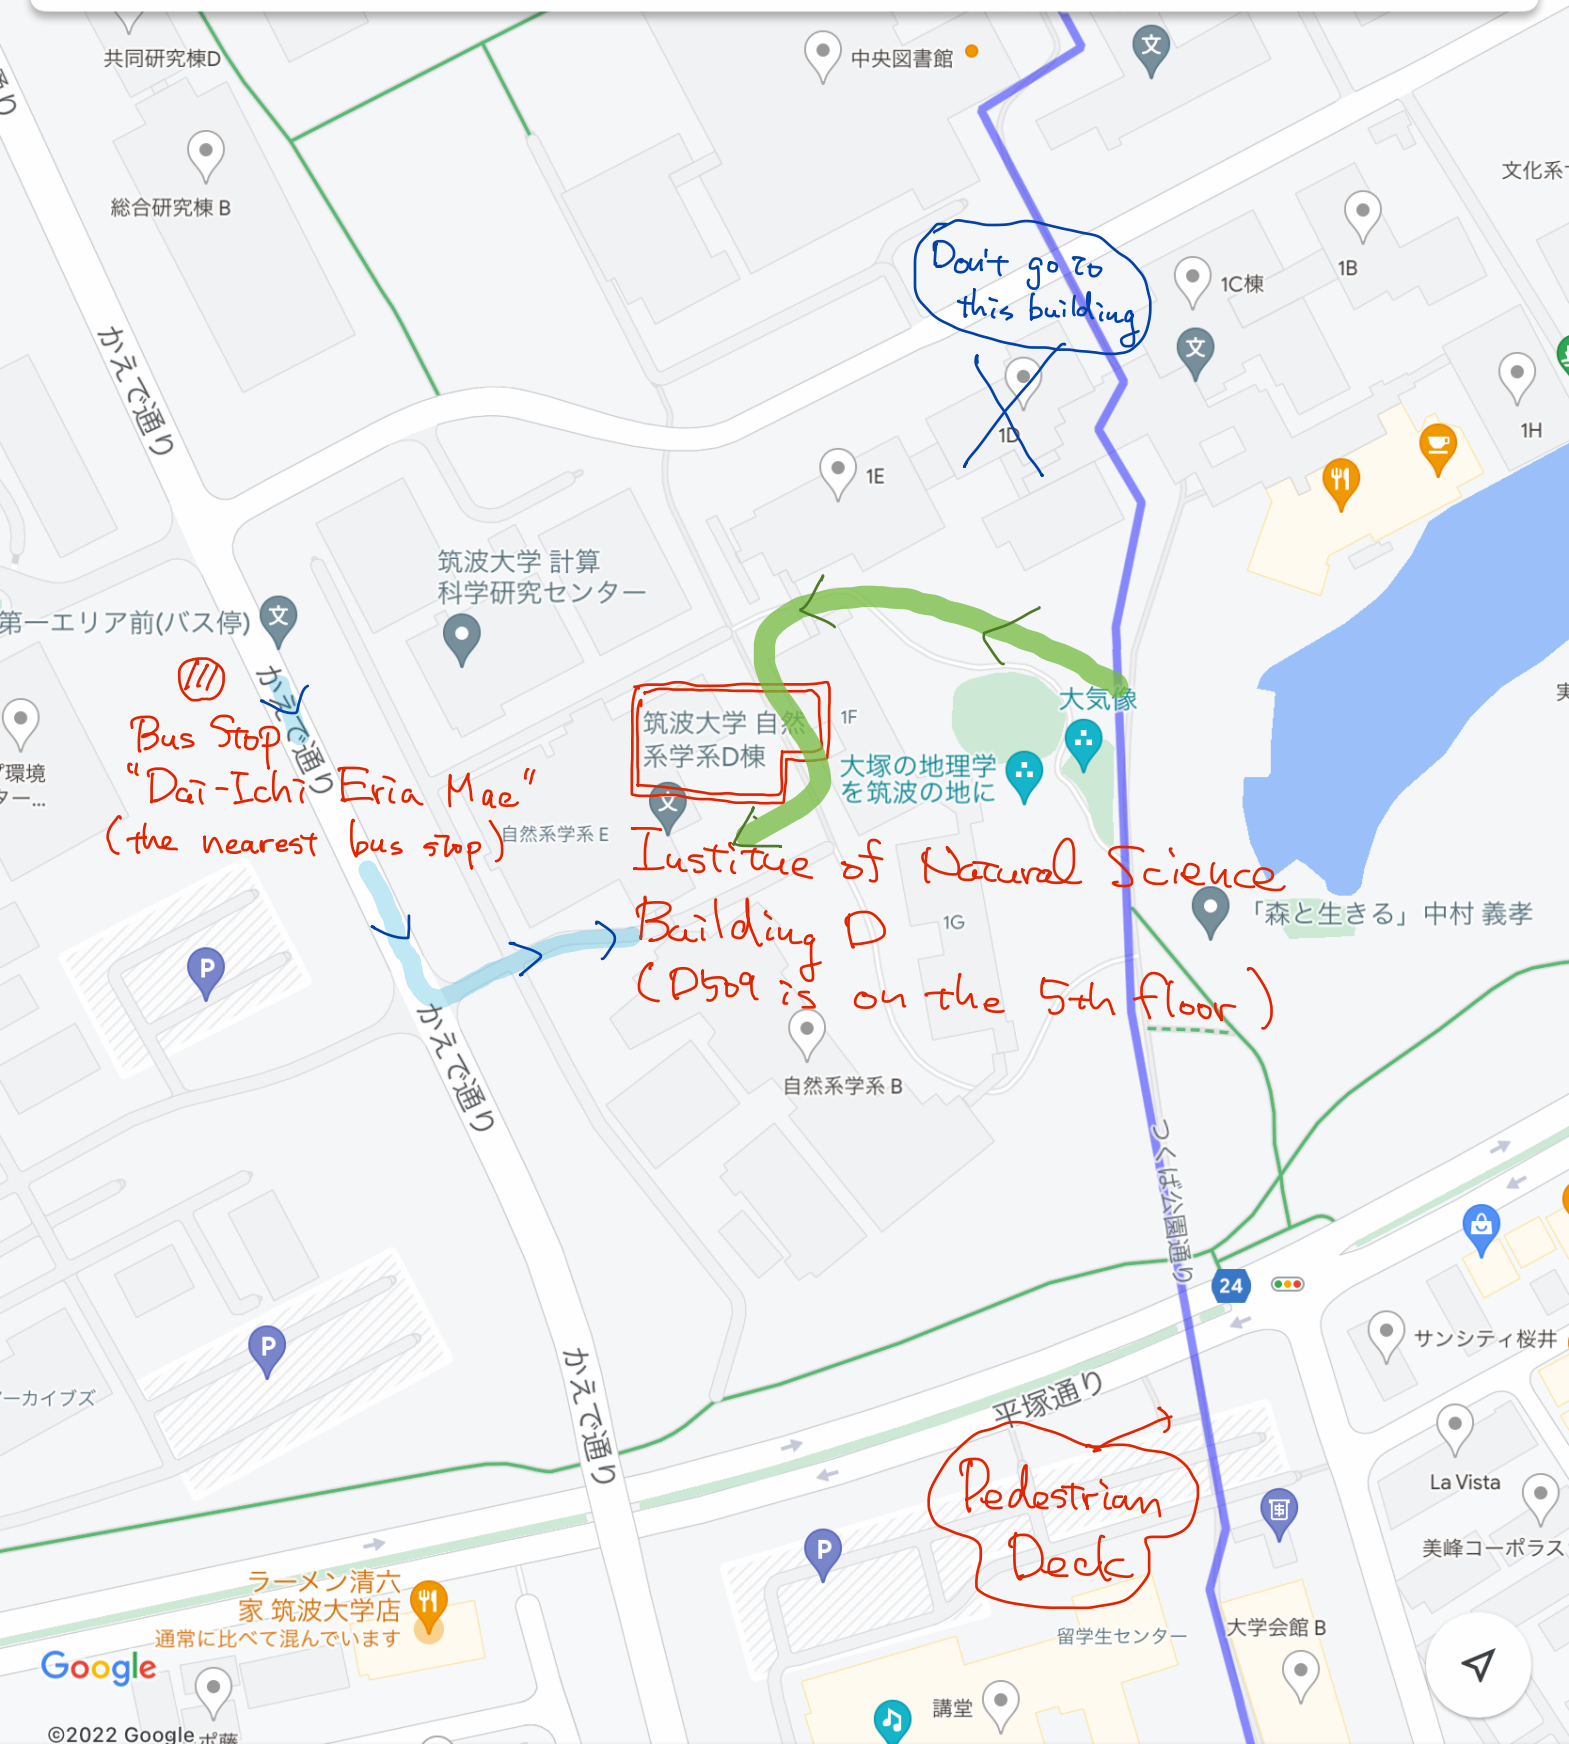 共同研究棟D
中央図書館
文
総合研究棟 B
文化系
Don't go to
this building
1B
1C棟
文
かえで通り
1D
1H
1E
筑波大学 計算
科学研究センター
第一エリア前(バス停)
文
かえで通り
Bus Stop
"Dai-Ichi Eria Mae"
(the nearest bus stop)
筑波大学 自然
系学系D棟
1F
大気像
大塚の地理学
を筑波の地に
環境
ター...
文
自然系学系 E
Institue of Natural Science
Building D
(D509 is on the 5th floor)
1G
「森と生きる」中村 義孝
P
かえで通り
自然系学系 B
つくば公園通り
24
P
ーカイブズ
かえで通り
平塚通り
サンシティ桜井
Pedestrian
Deck
La Vista
美峰コーポラス
P
ラーメン清六
家 筑波大学店
通常に比べて混んでいます
留学生センター
大学会館 B
講堂
Google
©2022 Google